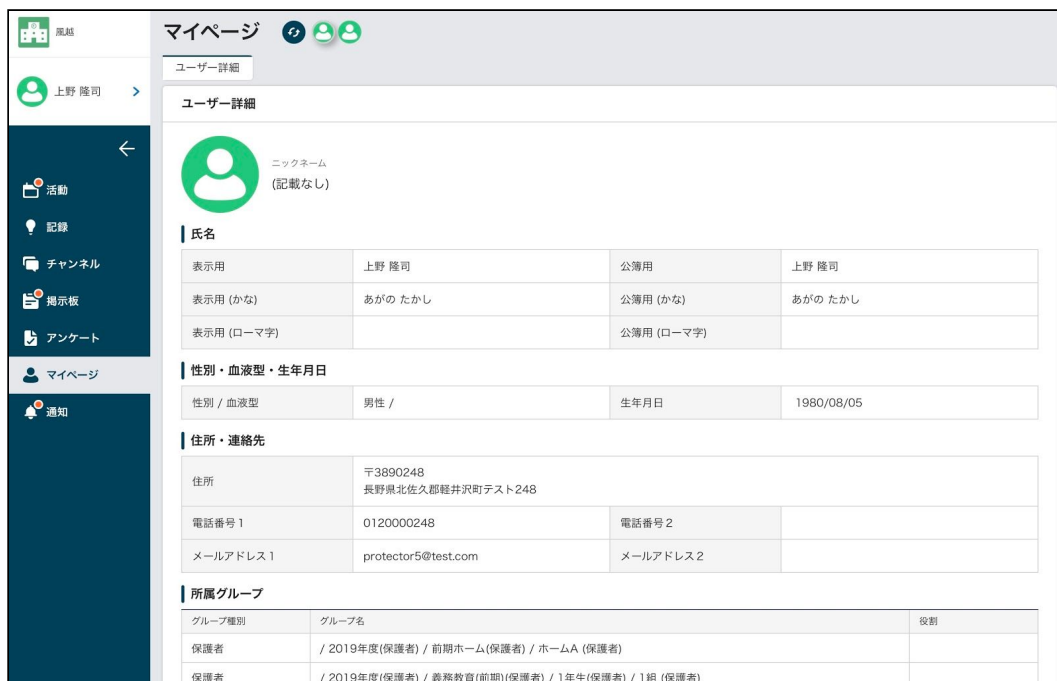 風越
マイページ
上野 隆司
ユーザー詳細
ユーザー詳細
ニックネーム
(記載なし)
活動
記録
チャンネル
掲示板
アンケート
マイページ
通知
氏名
表示用 上野 隆司 公簿用 上野 隆司
表示用 (かな) あがの たかし 公簿用 (かな) あがの たかし
表示用 (ローマ字) 公簿用 (ローマ字)
性別・血液型・生年月日
性別 / 血液型 男性 / 生年月日 1980/08/05
住所・連絡先
住所 〒3890248
長野県北佐久郡軽井沢町テスト248
電話番号1 0120000248 電話番号2
メールアドレス1 protector5@test.com メールアドレス2
所属グループ
グループ種別 グループ名 役割
保護者 / 2019年度(保護者) / 前期ホーム(保護者) / ホームA (保護者)
保護者 / 2019年度(保護者) / 義務教育(前期)(保護者) / 1年生(保護者) / 1組 (保護者)